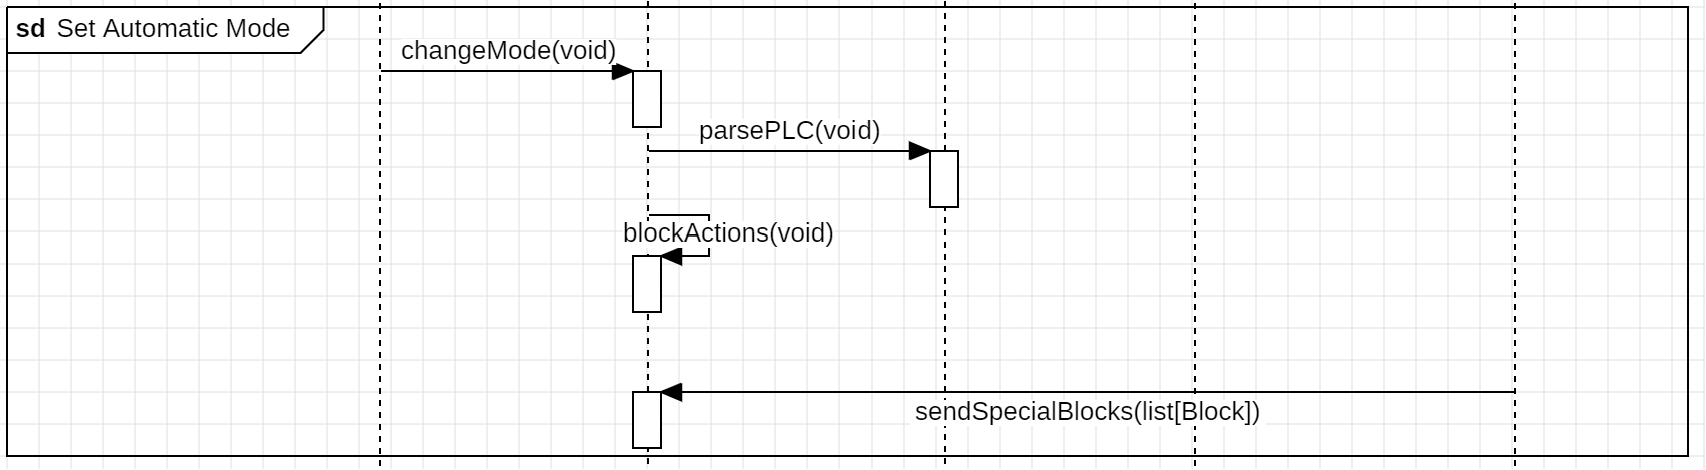 sd Set Automatic Mode
changeMode(void)
parsePLC(void)
blockActions(void)
sendSpecialBlocks(list[Block])